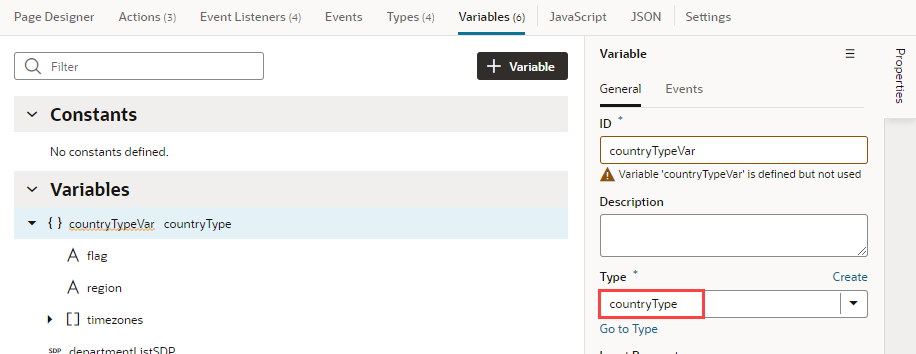 Page Designer Actions (3) Event Listeners (4) Events Types (4) Variables (6) JavaScript JSON Settings
Filter
+ Variable
Constants
No constants defined.
Variables
{ } countryTypeVar countryType
A flag
A region
[ ] timezones
SDP departmentListSDP
Variable
General Events
ID *
countryTypeVar
Variable 'countryTypeVar' is defined but not used
Description
Type * Create
countryType
Go to Type
Properties